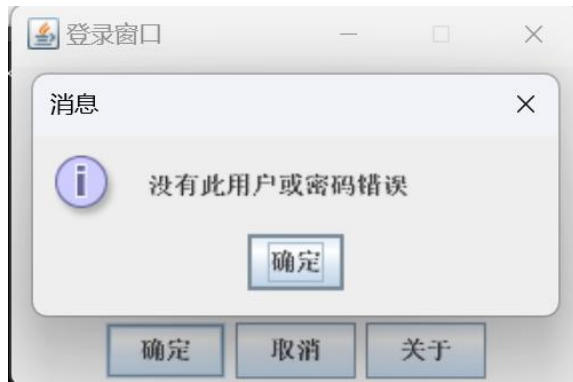 登录窗口
消息
没有此用户或密码错误
确定
确定 取消 关于